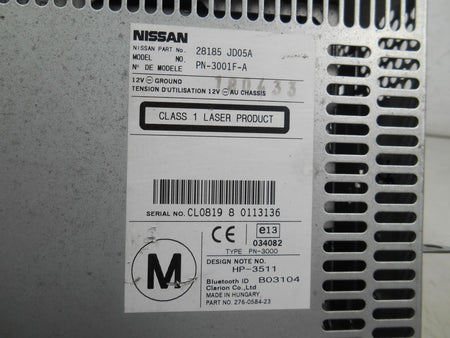 NISSAN
NISSAN PART No. 28185 JD05A
MODEL NO.
N° DE MODELE PN-3001F-A
12V ⊖ GROUND
TENSION D'UTILISATION 12V ⊖ AU CHASSIS
CLASS 1 LASER PRODUCT
SERIAL NO. CL0819 8 0113136
CE e13
034082
TYPE PN-3000
M
DESIGN NOTE NO.
HP-3511
Bluetooth ID B03104
Clarion Co., Ltd
MADE IN HUNGARY
PART NO. 276-0584-23